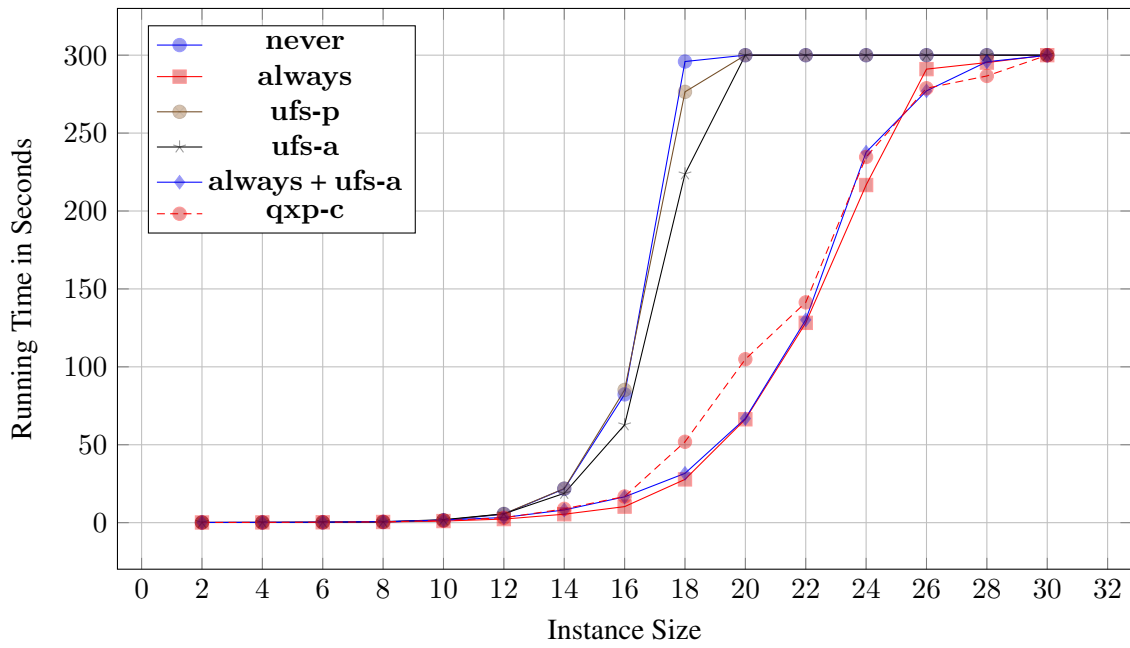 300
250
200
150
100
50
0
Running Time in Seconds
never
always
ufs-p
ufs-a
always + ufs-a
qxp-c
0 2 4 6 8 10 12 14 16 18 20 22 24 26 28 30 32
Instance Size